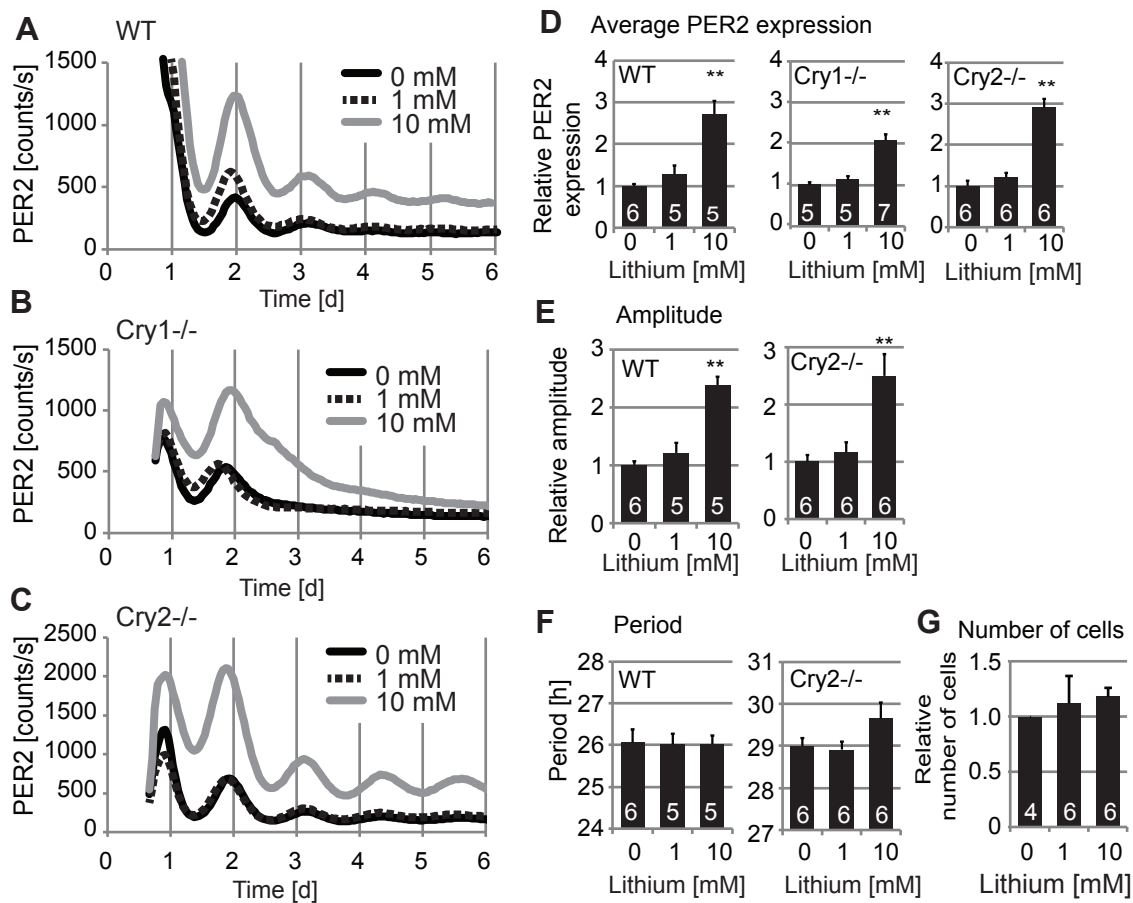 A
WT
PER2 [counts/s]
1500
1000
500
0
0 mM
1 mM
10 mM
0 1 2 3 4 5 6
Time [d]
B
Cry1-/-
PER2 [counts/s]
1500
1000
500
0
0 mM
1 mM
10 mM
0 1 2 3 4 5 6
Time [d]
C
Cry2-/-
PER2 [counts/s]
2500
2000
1500
1000
500
0
0 mM
1 mM
10 mM
0 1 2 3 4 5 6
Time [d]
D Average PER2 expression
Relative PER2
expression
4
3
2
1
0
WT
**
6 5 5
0 1 10
Lithium [mM]
4
3
2
1
0
Cry1-/-
**
5 5 7
0 1 10
Lithium [mM]
4
3
2
1
0
Cry2-/-
**
6 6 6
0 1 10
Lithium [mM]
E Amplitude
Relative amplitude
3
2
1
0
WT
**
6 5 5
0 1 10
Lithium [mM]
3
2
1
0
Cry2-/-
**
6 6 6
0 1 10
Lithium [mM]
F Period
Period [h]
28
27
26
25
24
WT
6 5 5
0 1 10
Lithium [mM]
31
30
29
28
27
Cry2-/-
6 6 6
0 1 10
Lithium [mM]
G Number of cells
Relative
number of cells
1.5
1.0
0.5
0
4 6 6
0 1 10
Lithium [mM]